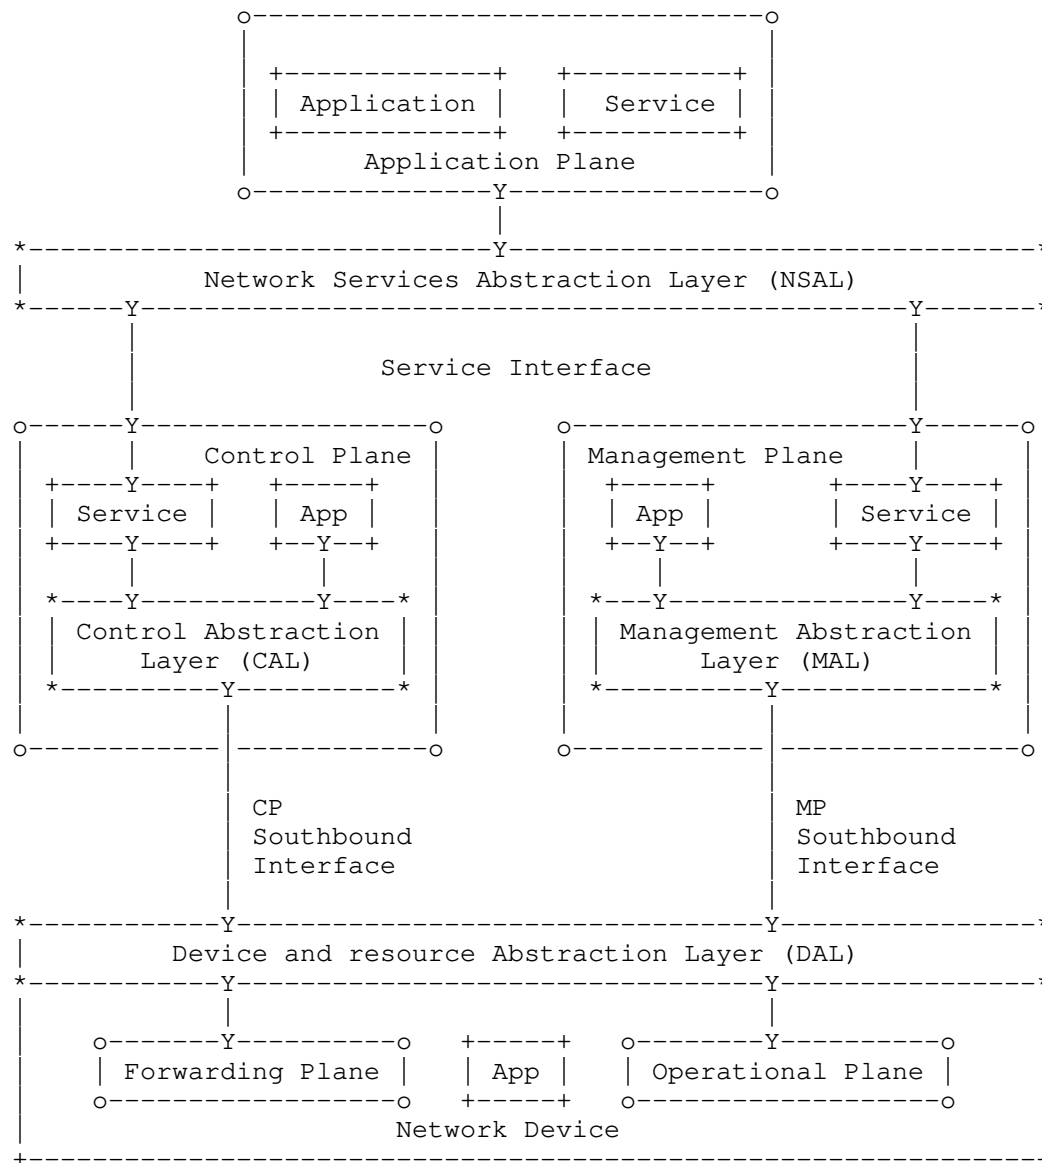 o--------------------------------o
|                                |
| +-------------+   +----------+ |
| | Application |   |  Service | |
| +-------------+   +----------+ |
|       Application Plane        |
o---------------Y----------------o
|
*-----------------------------Y---------------------------------*
|           Network Services Abstraction Layer (NSAL)
*------Y------------------------------------------------Y-------*
|                                                |
|               Service Interface                |
|                                                |
o------Y------------------o       o---------------------Y------o
|      |    Control Plane |       | Management Plane    |      |
| +----Y----+   +-----+   |       |  +-----+       +----Y----+ |
| | Service |   | App |   |       |  | App |       | Service | |
| +----Y----+   +--Y--+   |       |  +--Y--+       +----Y----+ |
|      |           |      |       |     |               |      |
| *----Y-----------Y----* |       | *---Y---------------Y----* |
| | Control Abstraction | |       | | Management Abstraction | |
| |     Layer (CAL)     | |       | |      Layer (MAL)       | |
| *----------Y----------* |       | *----------Y-------------* |
|            |            |       |            |               |
o------------|------------o       o------------|---------------o
|                                  |
| CP                               | MP
| Southbound                       | Southbound
| Interface                        | Interface
|                                  |
*------------Y---------------------------------Y----------------*
|         Device and resource Abstraction Layer (DAL)
*------------Y---------------------------------Y----------------*
|            |                                 |
|    o-------Y----------o   +-----+   o--------Y----------o
|    | Forwarding Plane |   | App |   | Operational Plane |
|    o------------------o   +-----+   o-------------------o
|                       Network Device
+---------------------------------------------------------------